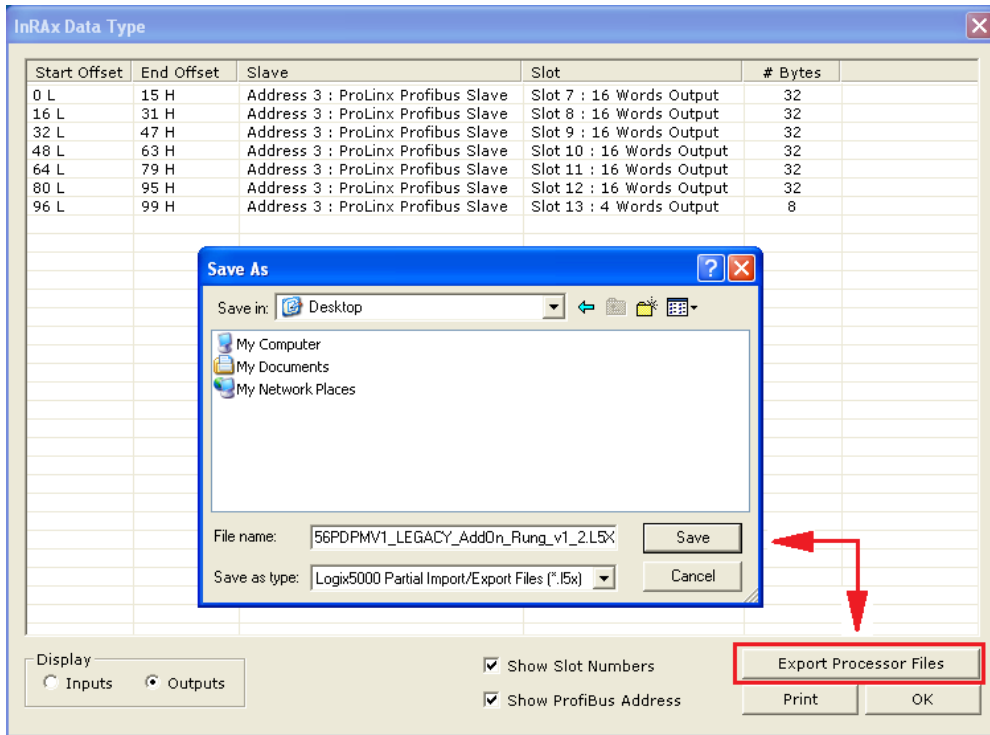 InRAx Data Type
Start Offset End Offset Slave Slot # Bytes
0 L 15 H Address 3 : ProLinx Profibus Slave Slot 7 : 16 Words Output 32
16 L 31 H Address 3 : ProLinx Profibus Slave Slot 8 : 16 Words Output 32
32 L 47 H Address 3 : ProLinx Profibus Slave Slot 9 : 16 Words Output 32
48 L 63 H Address 3 : ProLinx Profibus Slave Slot 10 : 16 Words Output 32
64 L 79 H Address 3 : ProLinx Profibus Slave Slot 11 : 16 Words Output 32
80 L 95 H Address 3 : ProLinx Profibus Slave Slot 12 : 16 Words Output 32
96 L 99 H Address 3 : ProLinx Profibus Slave Slot 13 : 4 Words Output 8
Save As
Save in: Desktop
My Computer
My Documents
My Network Places
File name: 56PDPMV1_LEGACY_AddOn_Rung_v1_2.L5X Save
Save as type: Logix5000 Partial Import/Export Files (*.l5x) Cancel
Display
Inputs Outputs
Show Slot Numbers
Show ProfiBus Address
Export Processor Files
Print OK